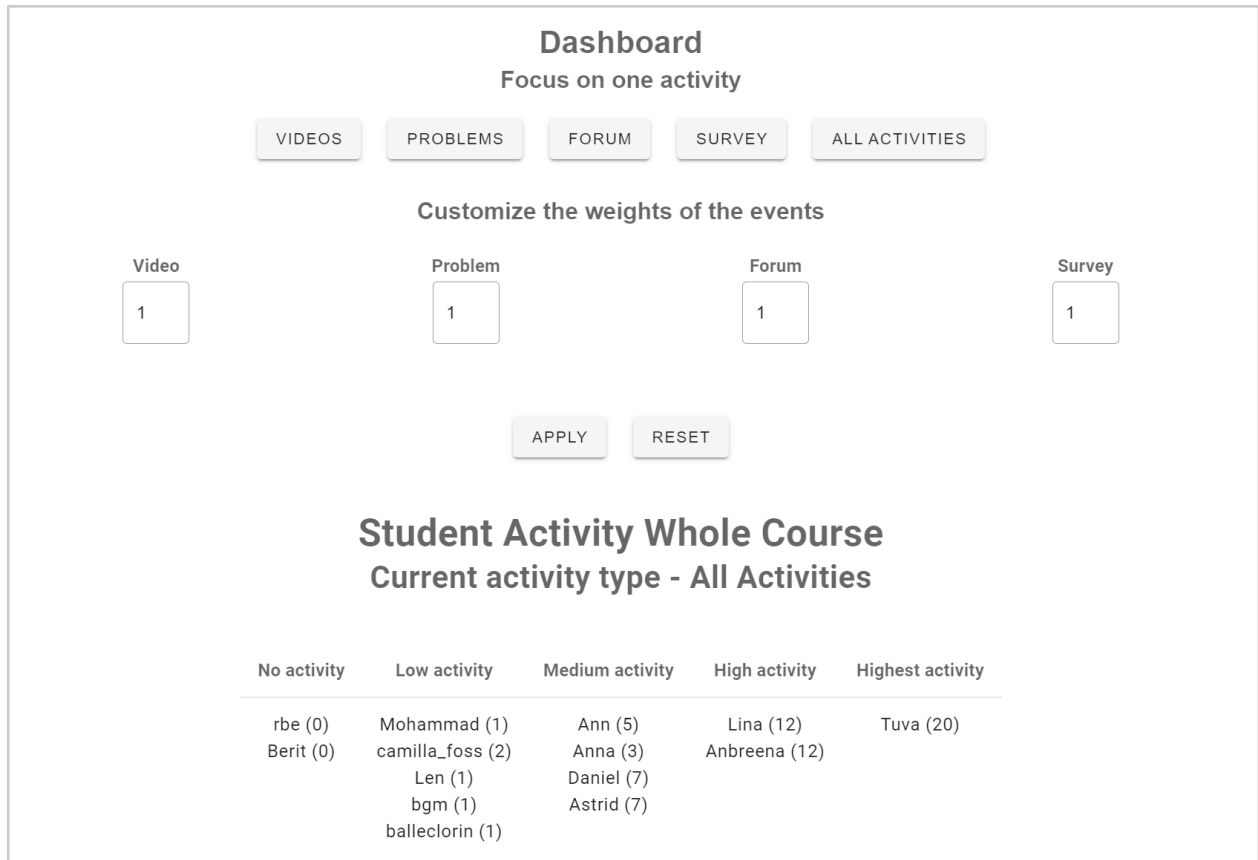 Dashboard
Focus on one activity
VIDEOS PROBLEMS FORUM SURVEY ALL ACTIVITIES
Customize the weights of the events
Video Problem Forum Survey
1 1 1 1
APPLY RESET
Student Activity Whole Course
Current activity type - All Activities
No activity Low activity Medium activity High activity Highest activity
rbe (0) Mohammad (1) Ann (5) Lina (12) Tuva (20)
Berit (0) camilla_foss (2) Anna (3) Anbreena (12)
Len (1) Daniel (7)
bgm (1) Astrid (7)
balleclorin (1)